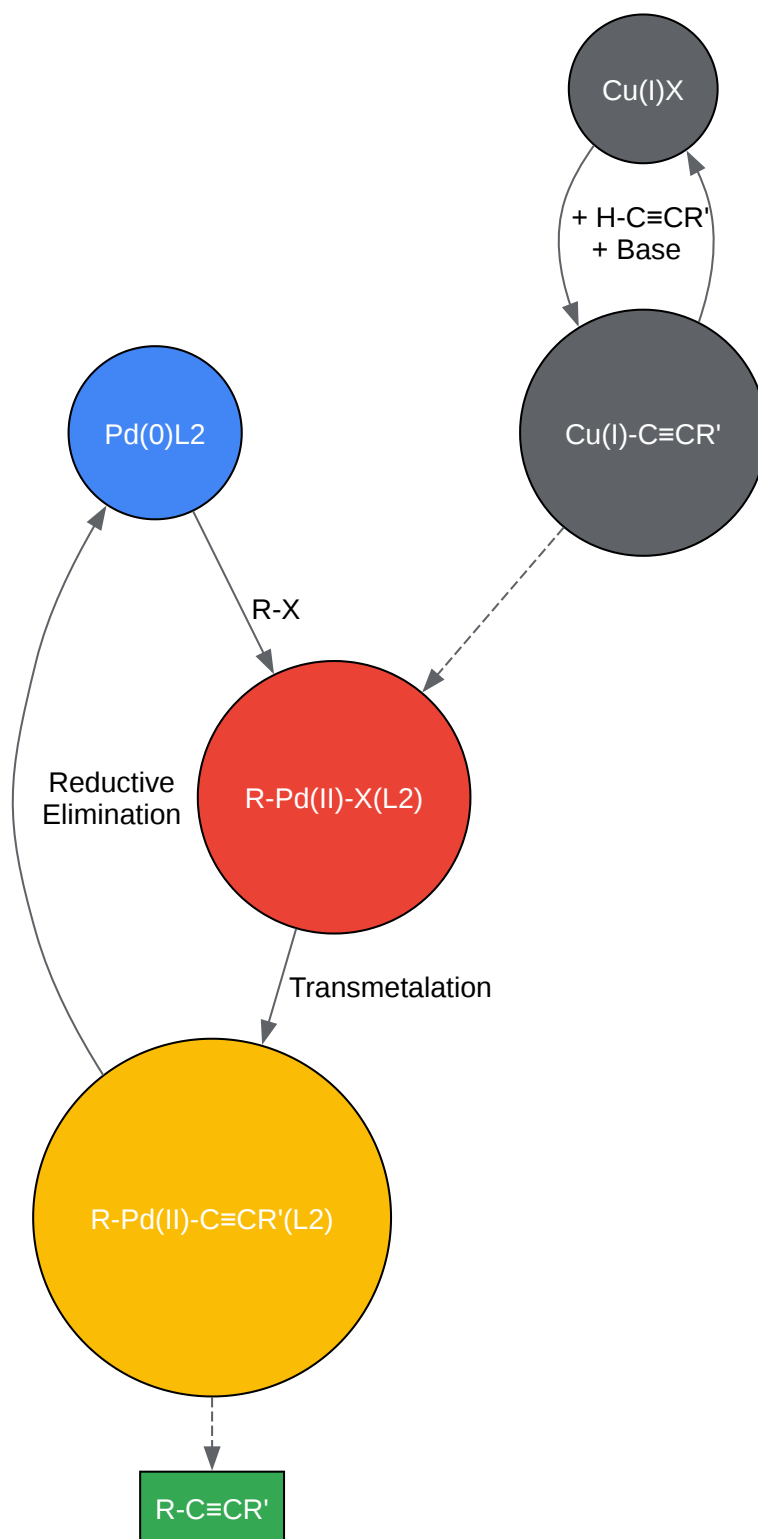 Cu(I)X
+ H-C≡CR'
+ Base
Pd(0)L2
Cu(I)-C≡CR'
R-X
Reductive
Elimination
R-Pd(II)-X(L2)
Transmetalation
R-Pd(II)-C≡CR'(L2)
R-C≡CR'